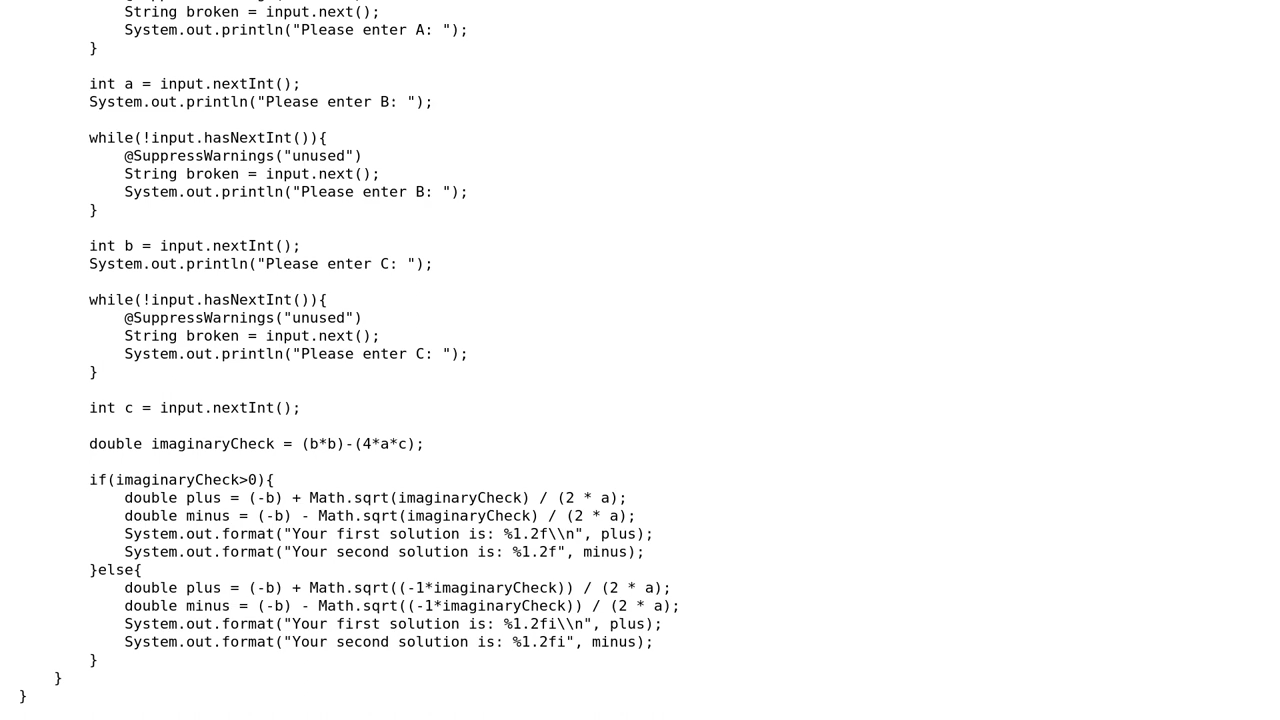 String broken = input.next();
            System.out.println("Please enter A: ");
        }

        int a = input.nextInt();
        System.out.println("Please enter B: ");

        while(!input.hasNextInt()){
            @SuppressWarnings("unused")
            String broken = input.next();
            System.out.println("Please enter B: ");
        }

        int b = input.nextInt();
        System.out.println("Please enter C: ");

        while(!input.hasNextInt()){
            @SuppressWarnings("unused")
            String broken = input.next();
            System.out.println("Please enter C: ");
        }

        int c = input.nextInt();

        double imaginaryCheck = (b*b)-(4*a*c);

        if(imaginaryCheck>0){
            double plus = (-b) + Math.sqrt(imaginaryCheck) / (2 * a);
            double minus = (-b) - Math.sqrt(imaginaryCheck) / (2 * a);
            System.out.format("Your first solution is: %1.2f\\n", plus);
            System.out.format("Your second solution is: %1.2f", minus);
        }else{
            double plus = (-b) + Math.sqrt((-1*imaginaryCheck)) / (2 * a);
            double minus = (-b) - Math.sqrt((-1*imaginaryCheck)) / (2 * a);
            System.out.format("Your first solution is: %1.2fi\\n", plus);
            System.out.format("Your second solution is: %1.2fi", minus);
        }
    }
}